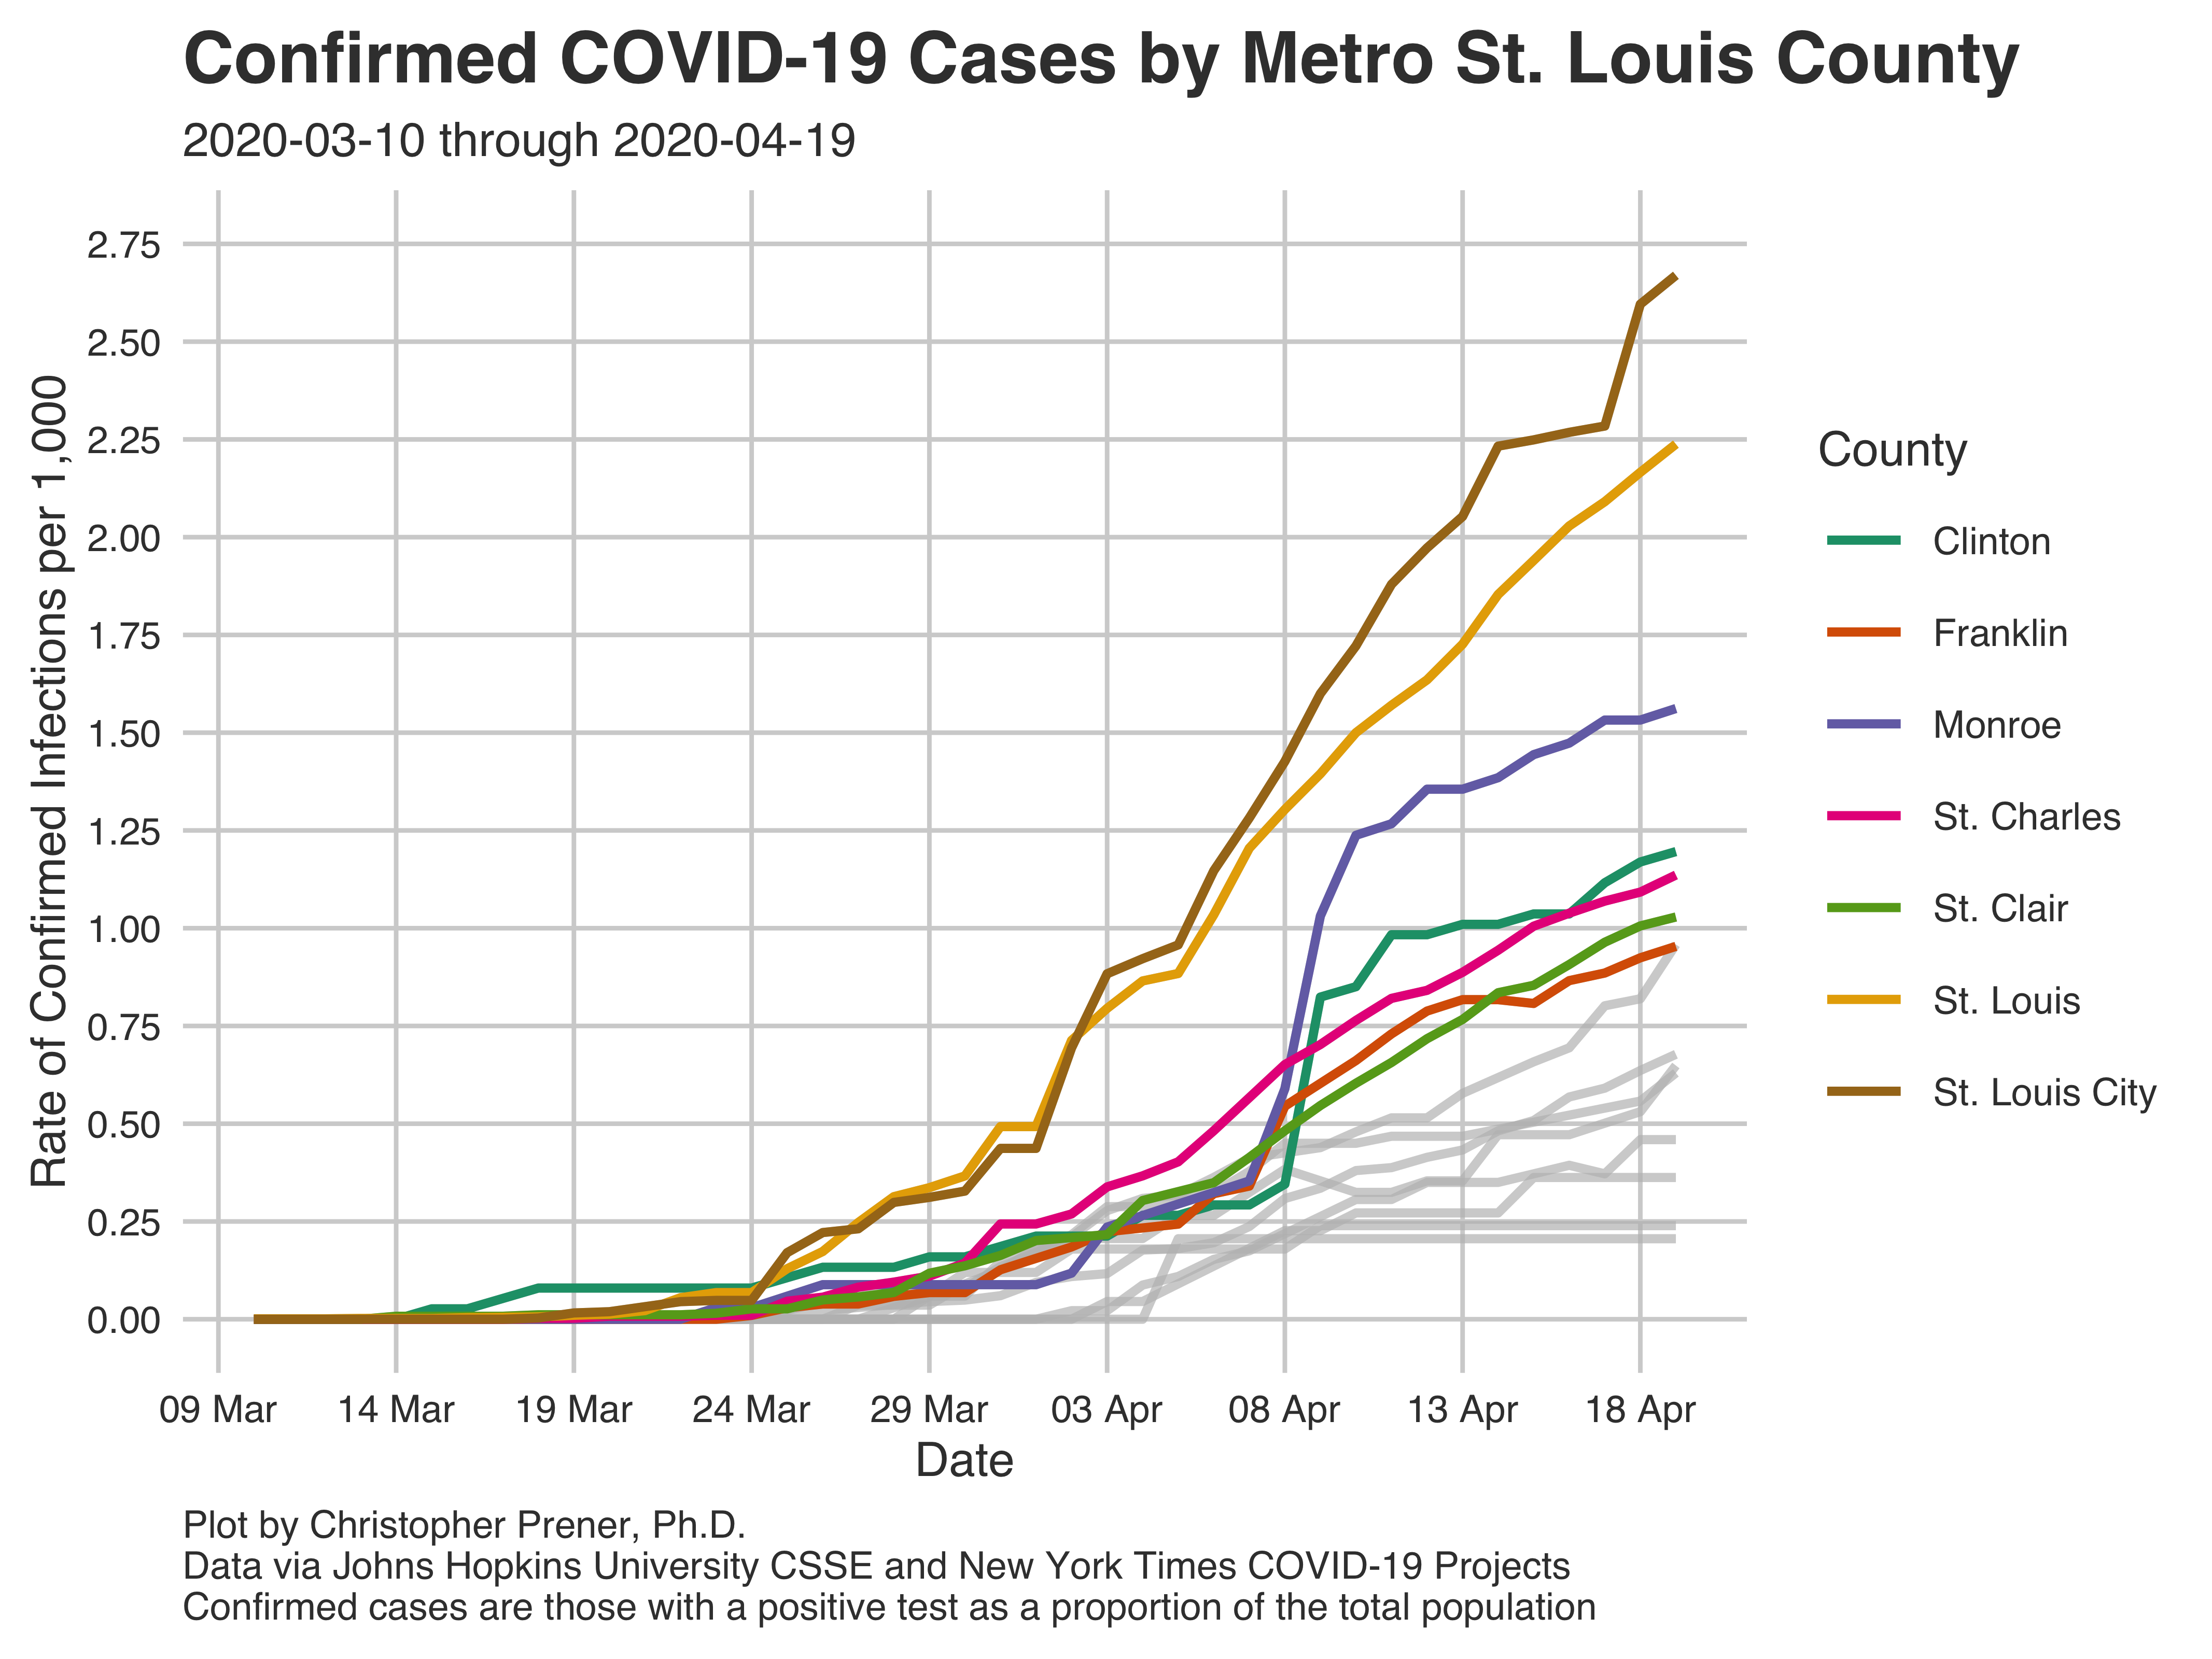 Confirmed COVID-19 Cases by Metro St. Louis County
2020-03-10 through 2020-04-19
Rate of Confirmed Infections per 1,000
2.75
2.50
2.25
2.00
1.75
1.50
1.25
1.00
0.75
0.50
0.25
0.00
09 Mar
14 Mar
19 Mar
24 Mar
29 Mar
03 Apr
08 Apr
13 Apr
18 Apr
Date
County
Clinton
Franklin
Monroe
St. Charles
St. Clair
St. Louis
St. Louis City
Plot by Christopher Prener, Ph.D.
Data via Johns Hopkins University CSSE and New York Times COVID-19 Projects
Confirmed cases are those with a positive test as a proportion of the total population